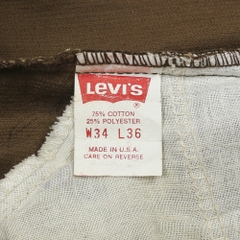 LEVI'S
®
75% COTTON
25% POLYESTER
W34 L36
MADE IN U.S.A.
CARE ON REVERSE